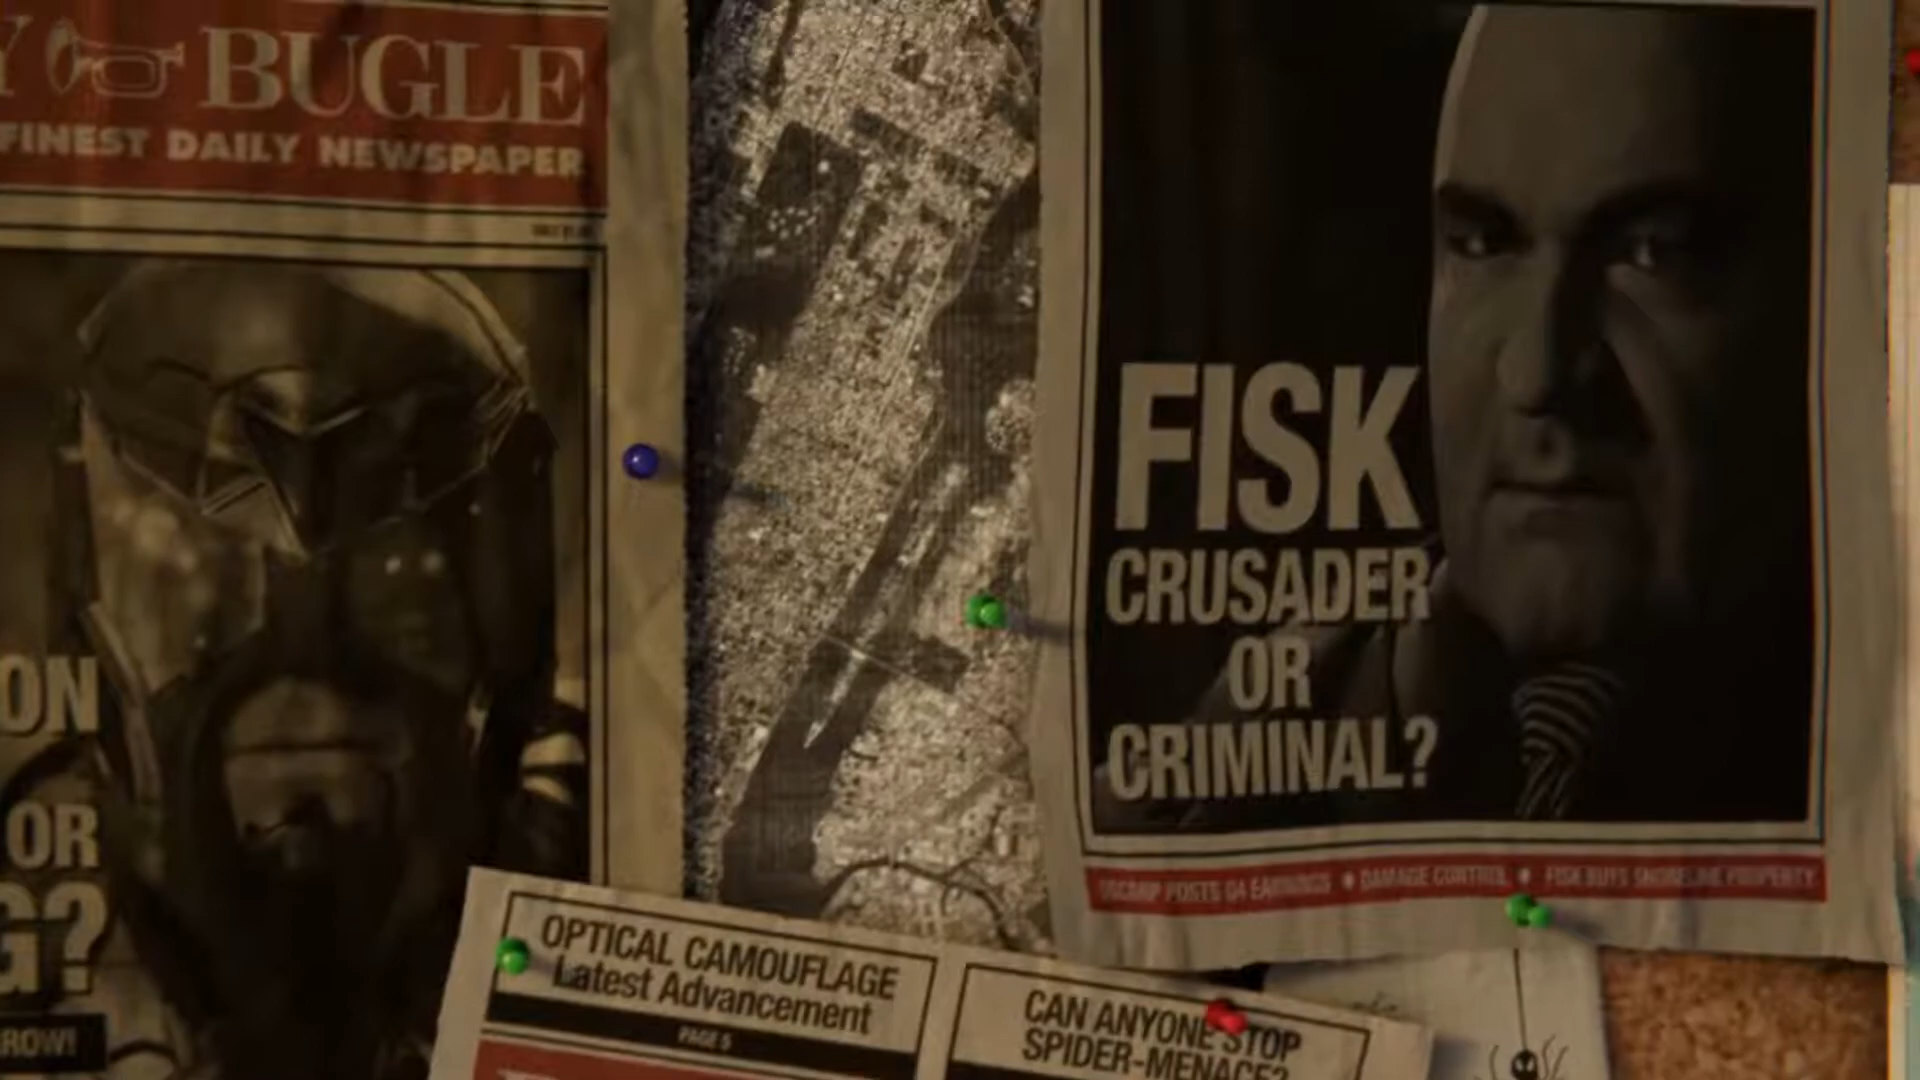 Y BUGLE
FINEST DAILY NEWSPAPER
ON
OR
G?
ROW!
FISK
CRUSADER
OR
CRIMINAL?
OSCORP POSTS Q4 EARNINGS • DAMAGE CONTROL • FISK BUYS SHORELINE PROPERTY
OPTICAL CAMOUFLAGE
Latest Advancement
PAGE 5
CAN ANYONE STOP
SPIDER-MENACE?